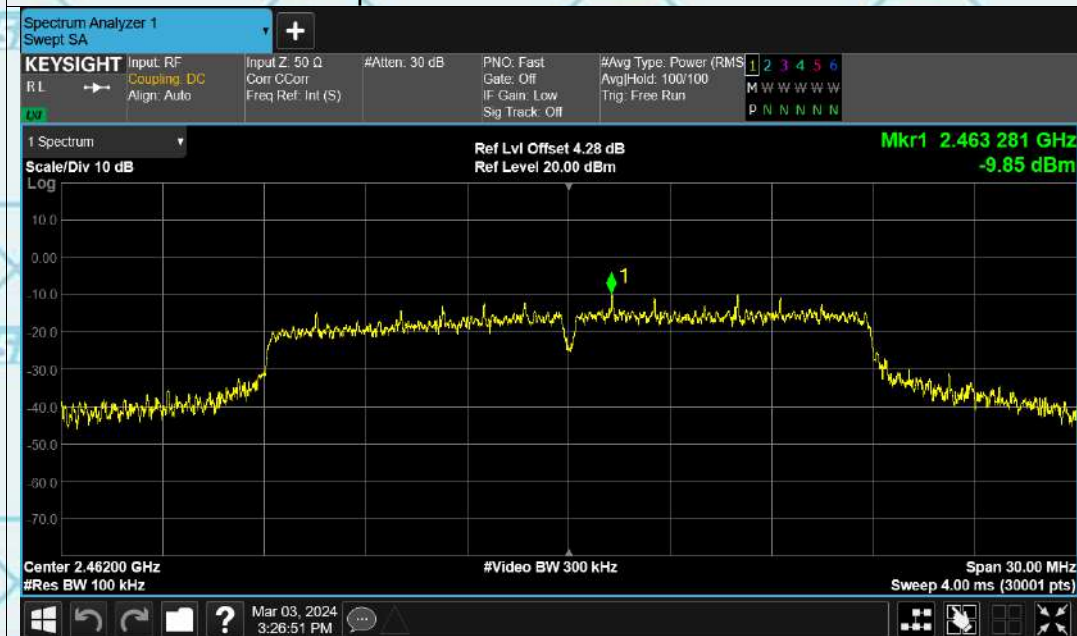 Spectrum Analyzer 1
Swept SA
+
KEYSIGHT
RL
LXI
Input: RF
Coupling: DC
Align: Auto
Input Z: 50 Ω
Corr CCorr
Freq Ref: Int (S)
#Atten: 30 dB
PNO: Fast
Gate: Off
IF Gain: Low
Sig Track: Off
#Avg Type: Power (RMS
Avg|Hold: 100/100
Trig: Free Run
1 2 3 4 5 6
M W W W W W
P N N N N N
1 Spectrum
Scale/Div 10 dB
Ref Lvl Offset 4.28 dB
Ref Level 20.00 dBm
Mkr1 2.463 281 GHz
-9.85 dBm
Log
10.0
0.00
-10.0
-20.0
-30.0
-40.0
-50.0
-60.0
-70.0
1
Center 2.46200 GHz
#Res BW 100 kHz
#Video BW 300 kHz
Span 30.00 MHz
Sweep 4.00 ms (30001 pts)
?
Mar 03, 2024
3:26:51 PM